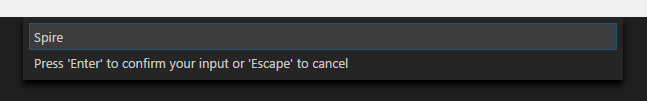 Spire
Press 'Enter' to confirm your input or 'Escape' to cancel